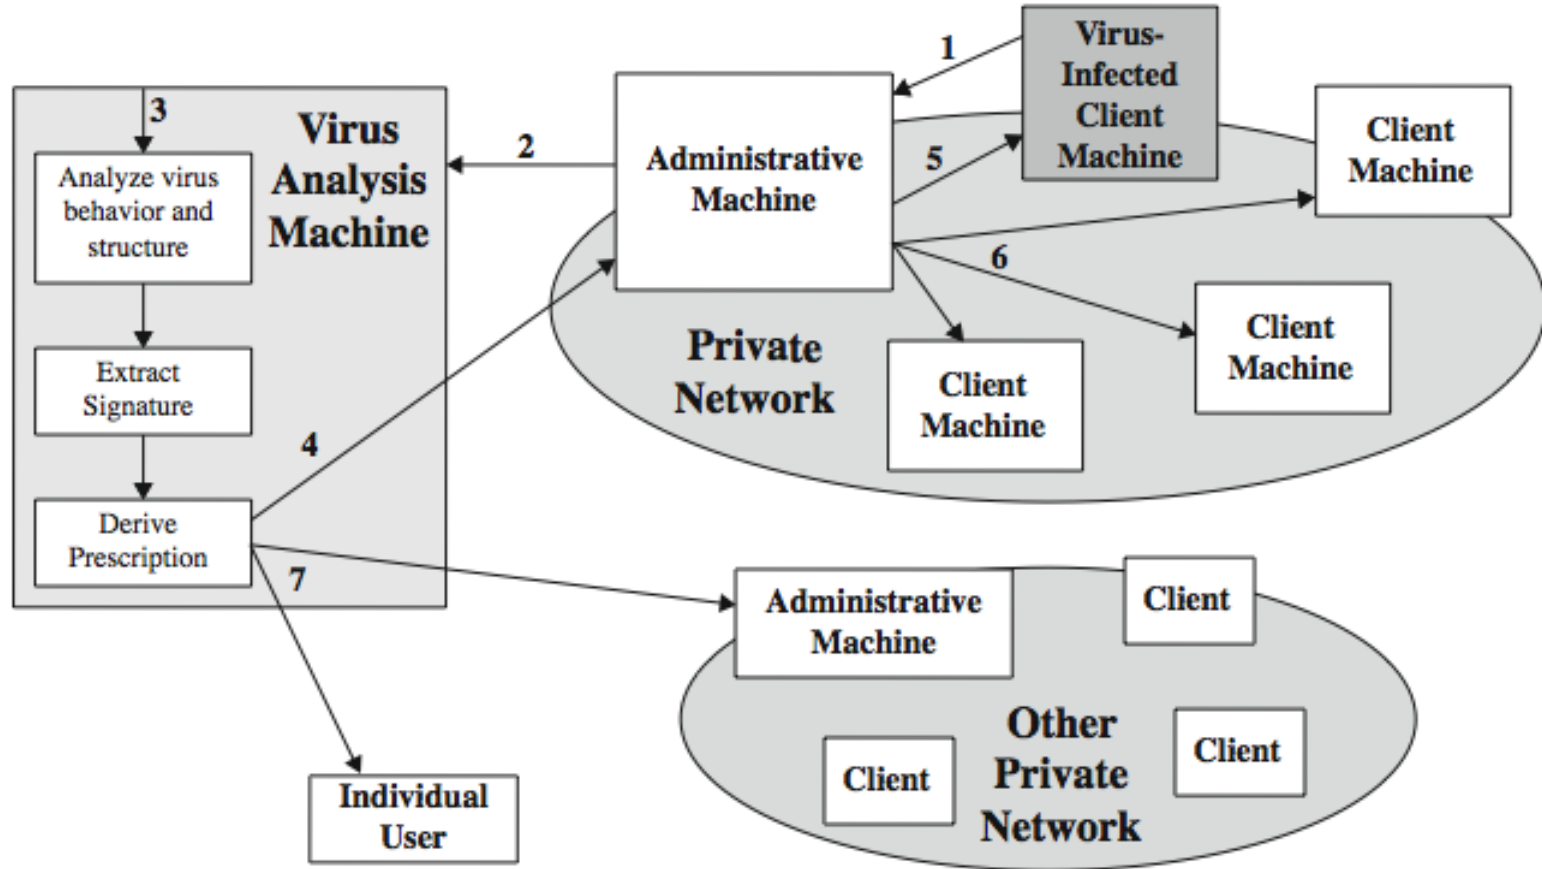 1
Virus-
Infected
Client
Machine
3
Virus
Analysis
Machine
2
Administrative
Machine
5
Client
Machine
Analyze virus
behavior and
structure
6
Client
Machine
Private
Network
Client
Machine
Extract
Signature
4
Derive
Prescription
7
Administrative
Machine
Client
Other
Private
Network
Client
Client
Individual
User